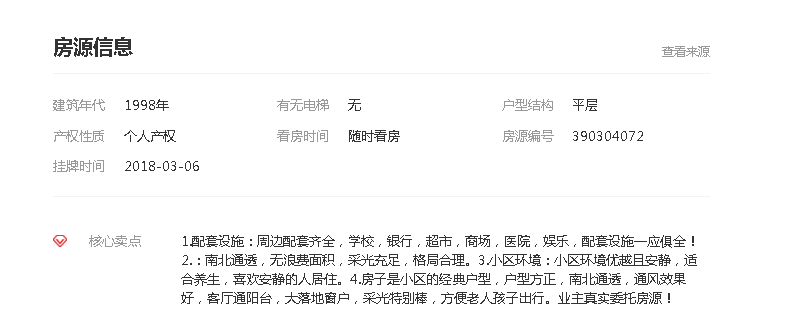 房源信息
查看来源
建筑年代 1998年 有无电梯 无 户型结构 平层
产权性质 个人产权 看房时间 随时看房 房源编号 390304072
挂牌时间 2018-03-06
核心卖点 1.配套设施：周边配套齐全，学校，银行，超市，商场，医院，娱乐，配套设施一应俱全！
2.：南北通透，无浪费面积，采光充足，格局合理。3.小区环境：小区环境优越且安静，适
合养生，喜欢安静的人居住。4.房子是小区的经典户型，户型方正，南北通透，通风效果
好，客厅通阳台，大落地窗户，采光特别棒，方便老人孩子出行。业主真实委托房源！